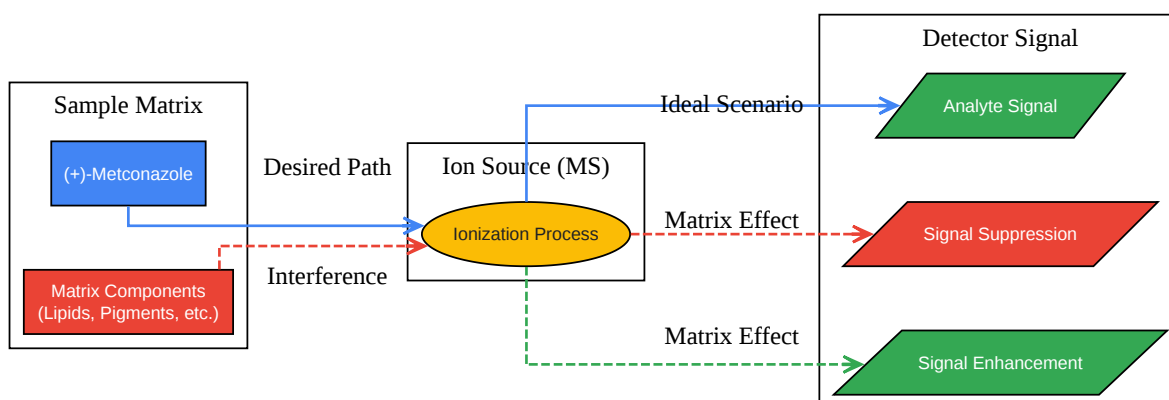 Detector Signal
Sample Matrix
Ideal Scenario
Analyte Signal
(+)-Metconazole
Desired Path
Ion Source (MS)
Ionization Process
Matrix Effect
Signal Suppression
Interference
Matrix Components
(Lipids, Pigments, etc.)
Matrix Effect
Signal Enhancement